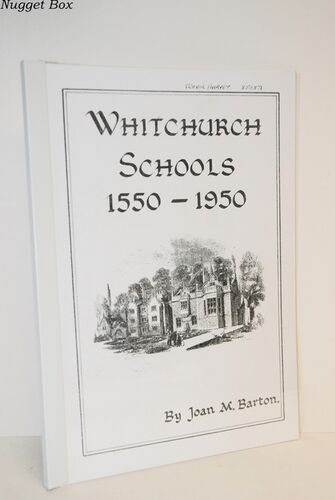 Nugget Box
WHITCHURCH
SCHOOLS
1550 – 1950
By Joan M. Barton.